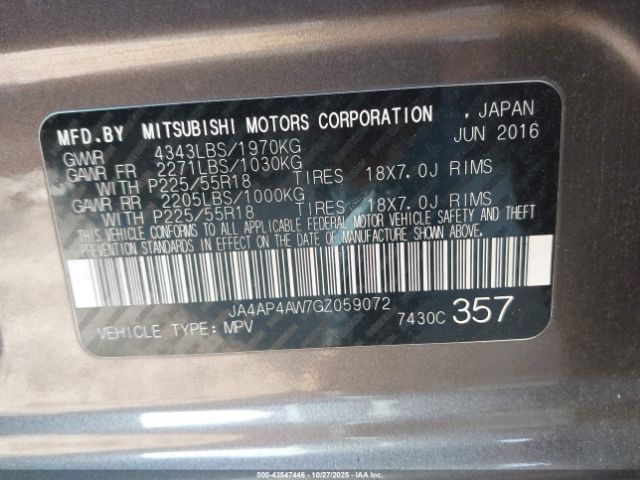 MFD.BY MITSUBISHI MOTORS CORPORATION , JAPAN
JUN 2016
GVWR 4343LBS/1970KG
GAWR FR 2271LBS/1030KG
WITH P225/55R18 TIRES 18X7.0J RIMS
GAWR RR 2205LBS/1000KG
WITH P225/55R18 TIRES 18X7.0J RIMS
THIS VEHICLE CONFORMS TO ALL APPLICABLE FEDERAL MOTOR VEHICLE SAFETY AND THEFT
PREVENTION STANDARDS IN EFFECT ON THE DATE OF MANUFACTURE SHOWN ABOVE.
JA4AP4AW7GZ059072
VEHICLE TYPE: MPV 7430C 357
000-43547446 - 10/27/2025 - IAAI.com